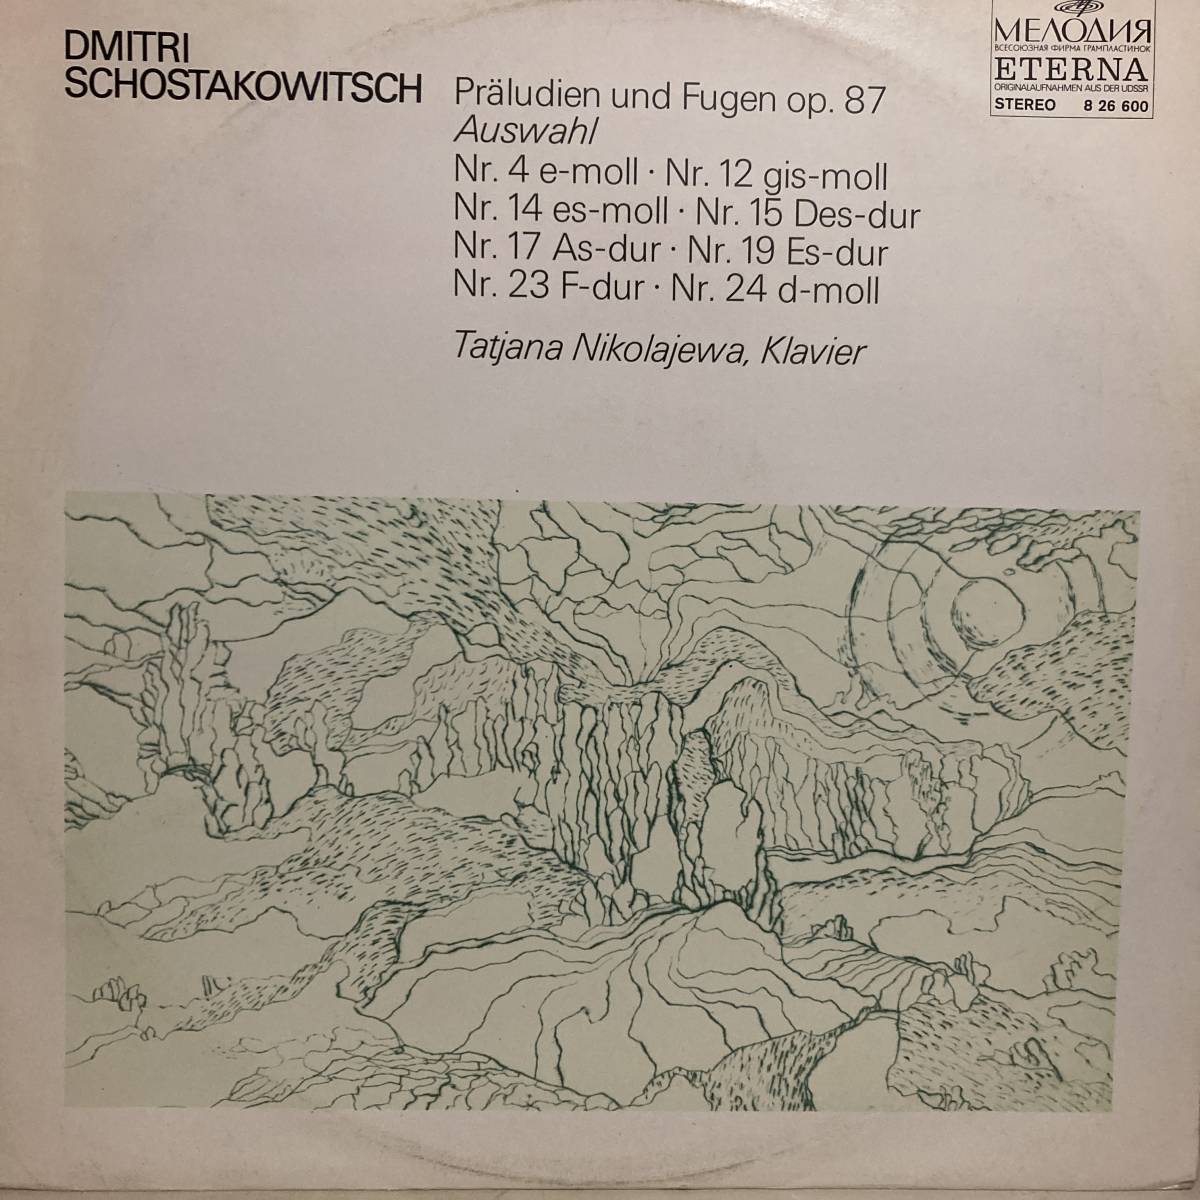 DMITRI
SCHOSTAKOWITSCH
Präludien und Fugen op. 87
Auswahl
Nr. 4 e-moll · Nr. 12 gis-moll
Nr. 14 es-moll · Nr. 15 Des-dur
Nr. 17 As-dur · Nr. 19 Es-dur
Nr. 23 F-dur · Nr. 24 d-moll
Tatjana Nikolajewa, Klavier
МЕЛОДИЯ
ВСЕСОЮЗНАЯ ФИРМА ГРАМПЛАСТИНОК
ETERNA
ORIGINALAUFNAHMEN AUS DER UDSSR
STEREO 8 26 600